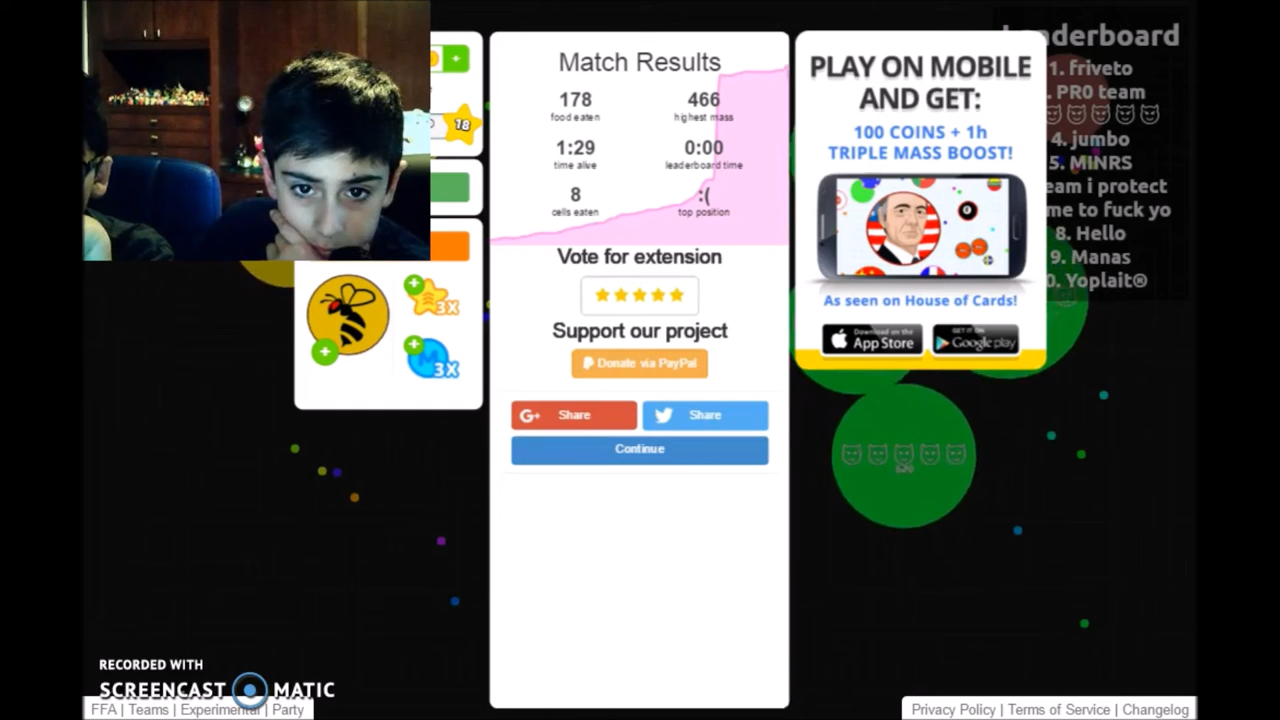 18
3X
3X
Match Results
178
food eaten
466
highest mass
1:29
time alive
0:00
leaderboard time
8
cells eaten
:(
top position
Vote for extension
Support our project
Donate via PayPal
G+ Share
Share
Continue
PLAY ON MOBILE
AND GET:
100 COINS + 1h
TRIPLE MASS BOOST!
As seen on House of Cards!
Download on the
App Store
GET IT ON
Google play
Leaderboard
1. friveto
. PR0 team
4. jumbo
5. MINRS
eam i protect
me to fuck yo
8. Hello
9. Manas
0. Yoplait®
RECORDED WITH
SCREENCAST MATIC
FFA | Teams | Experimental | Party
Privacy Policy | Terms of Service | Changelog